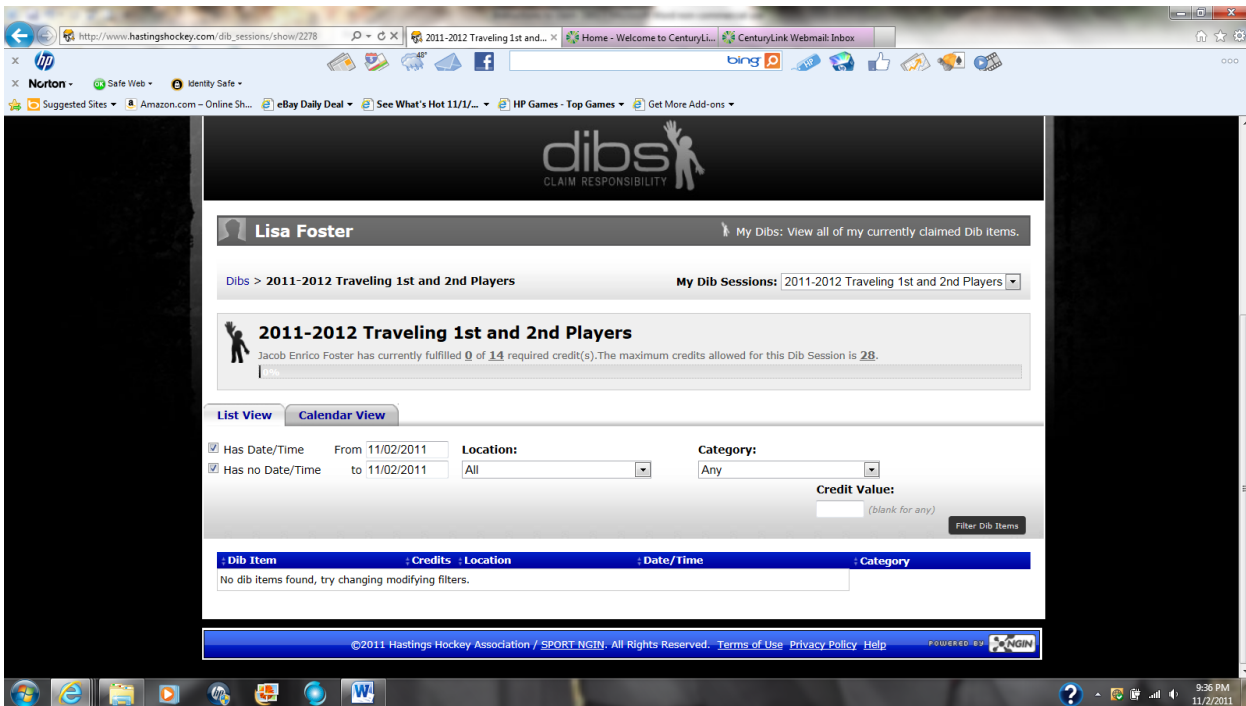 http://www.hastingshockey.com/dib_sessions/show/2278
2011-2012 Traveling 1st and...
Home - Welcome to CenturyLi...
CenturyLink Webmail: Inbox
hp
48°
bing
Norton
OK Safe Web
Identity Safe
Suggested Sites
Amazon.com – Online Sh...
eBay Daily Deal
See What's Hot 11/1/...
HP Games - Top Games
Get More Add-ons
dibs
CLAIM RESPONSIBILITY
Lisa Foster
My Dibs: View all of my currently claimed Dib items.
Dibs > 2011-2012 Traveling 1st and 2nd Players
My Dib Sessions: 2011-2012 Traveling 1st and 2nd Players
2011-2012 Traveling 1st and 2nd Players
Jacob Enrico Foster has currently fulfilled 0 of 14 required credit(s).The maximum credits allowed for this Dib Session is 28.
0%
List View
Calendar View
Has Date/Time From 11/02/2011 Location: Category:
Has no Date/Time to 11/02/2011 All Any
Credit Value:
(blank for any)
Filter Dib Items
Dib Item Credits Location Date/Time Category
No dib items found, try changing modifying filters.
©2011 Hastings Hockey Association / SPORT NGIN. All Rights Reserved. Terms of Use Privacy Policy Help POWERED BY NGIN
9:36 PM
11/2/2011